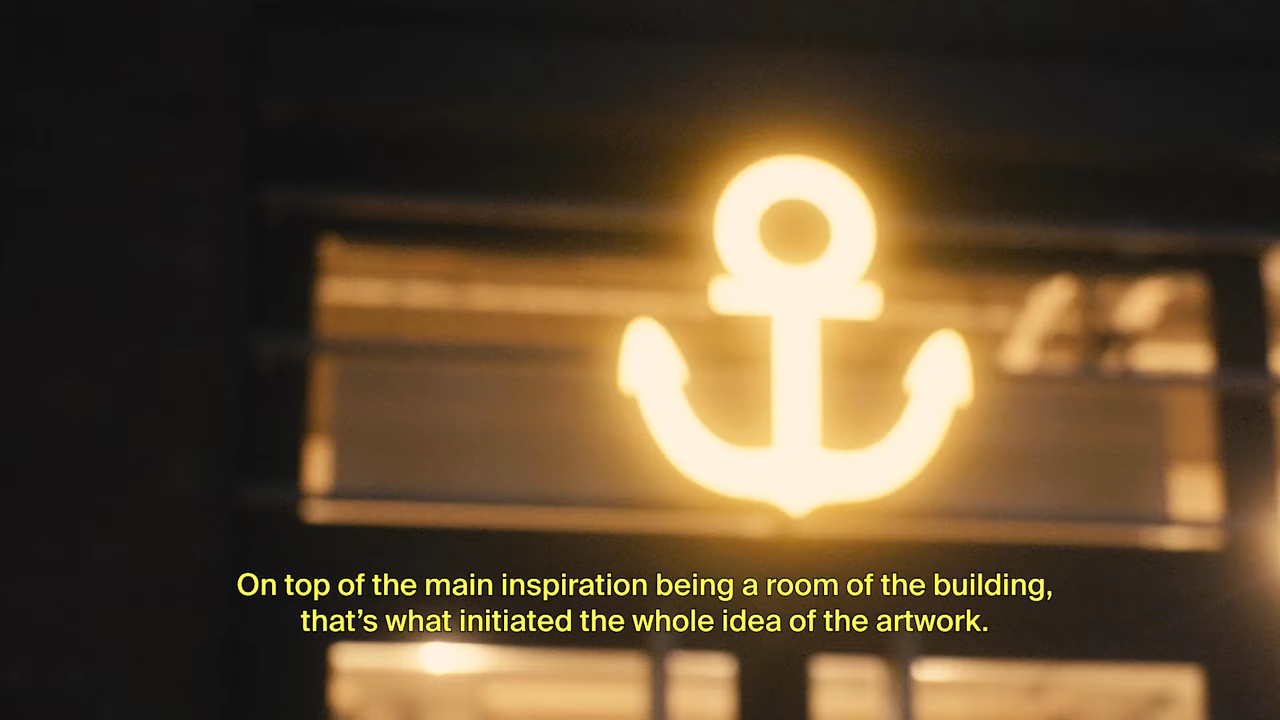 On top of the main inspiration being a room of the building,
that’s what initiated the whole idea of the artwork.